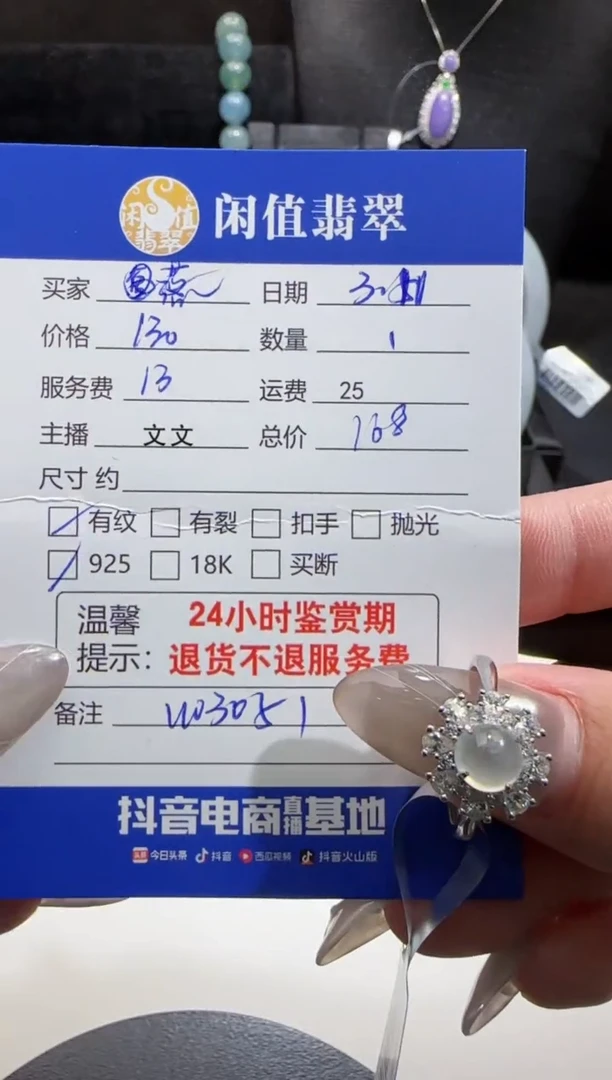 闲值翡翠
闲值翡翠
买家 燕 日期 3.11
价格 130 数量 1
服务费 13 运费 25
主播 文文 总价 168
尺寸 约
有纹 有裂 扣手 抛光
925 18K 买断
温馨提示: 24小时鉴赏期
退货不退服务费
备注 W03051
抖音电商直播基地
头条 今日头条 抖音 西瓜视频 抖音火山版